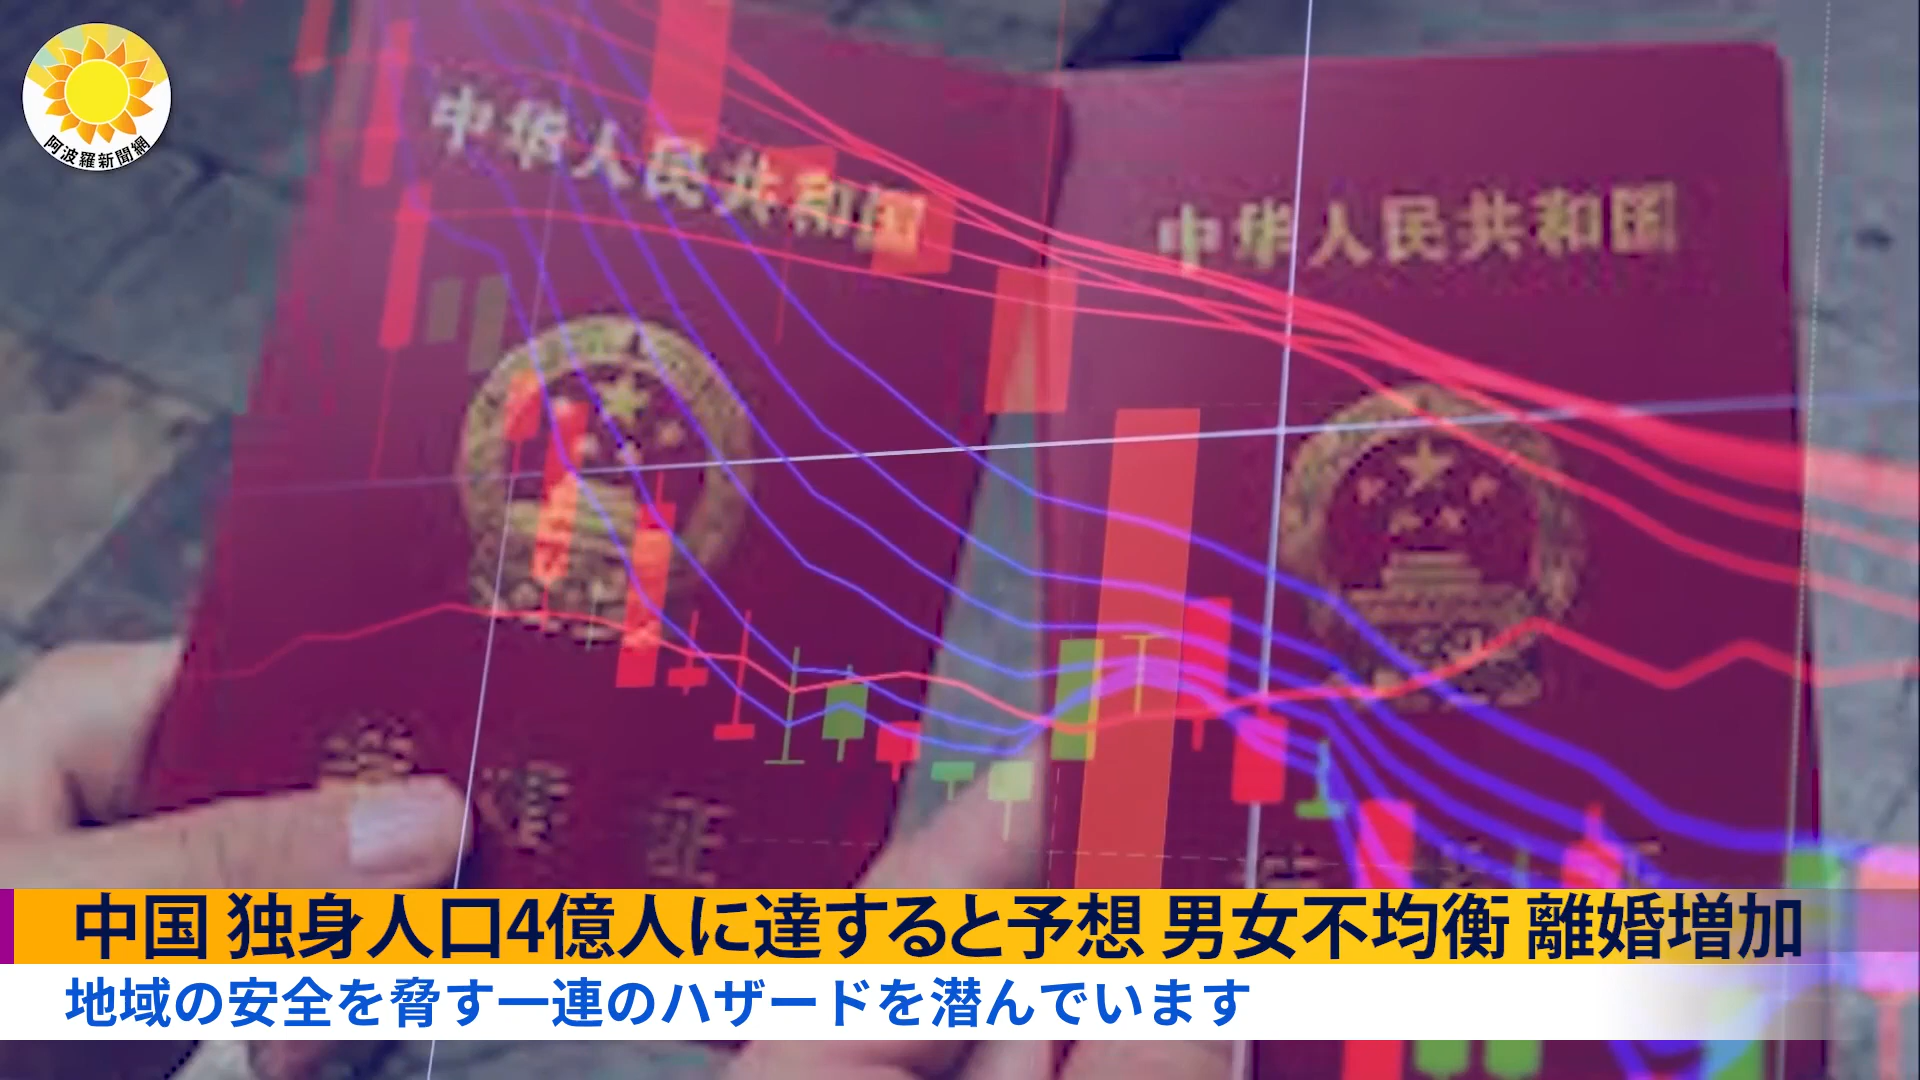 阿波羅新聞網
中华人民共和国
中华人民共和国
证
中国 独身人口4億人に達すると予想 男女不均衡 離婚増加
地域の安全を脅す一連のハザードを潜んでいます